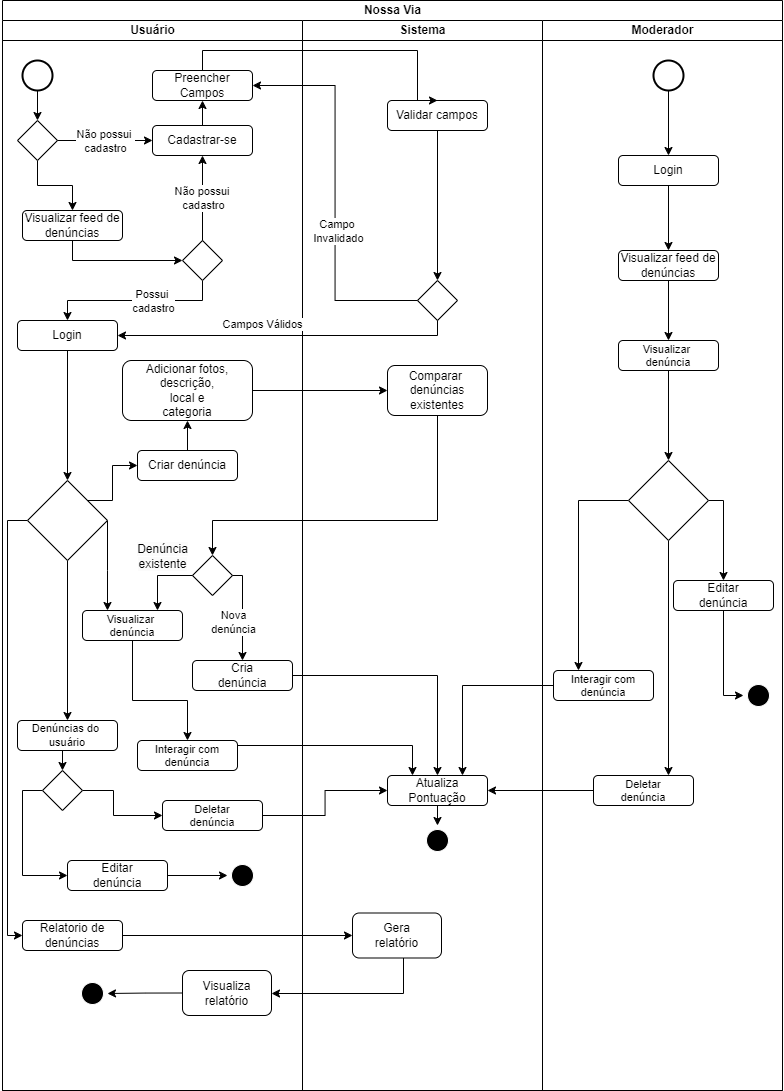 Nossa Via
Usuário
Sistema
Moderador
Preencher
Campos
Validar campos
Não possui
cadastro
Cadastrar-se
Login
Não possui
cadastro
Visualizar feed de
denúncias
Campo
Invalidado
Visualizar feed de
denúncias
Possui
cadastro
Login
Campos Válidos
Visualizar
denúncia
Adicionar fotos,
descrição,
local e
categoria
Comparar
denúncias
existentes
Criar denúncia
Denúncia
existente
Editar
denúncia
Visualizar
denúncia
Nova
denúncia
Cria
denúncia
Interagir com
denúncia
Denúncias do
usuário
Interagir com
denúncia
Atualiza
Pontuação
Deletar
denúncia
Deletar
denúncia
Editar
denúncia
Relatorio de
denúncias
Gera
relatório
Visualiza
relatório